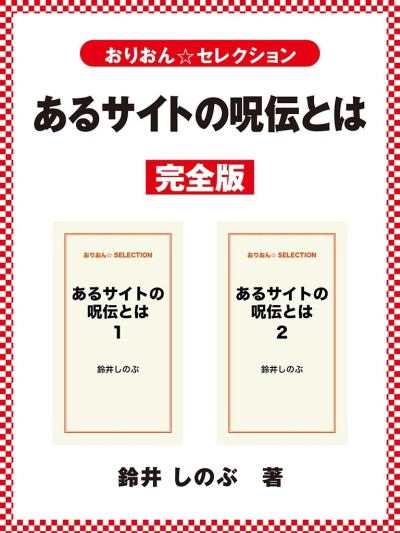 おりおん☆セレクション
あるサイトの呪伝とは
完全版
おりおん☆ SELECTION
あるサイトの
呪伝とは
1
鈴井しのぶ
おりおん☆ SELECTION
あるサイトの
呪伝とは
2
鈴井しのぶ
鈴井 しのぶ 著